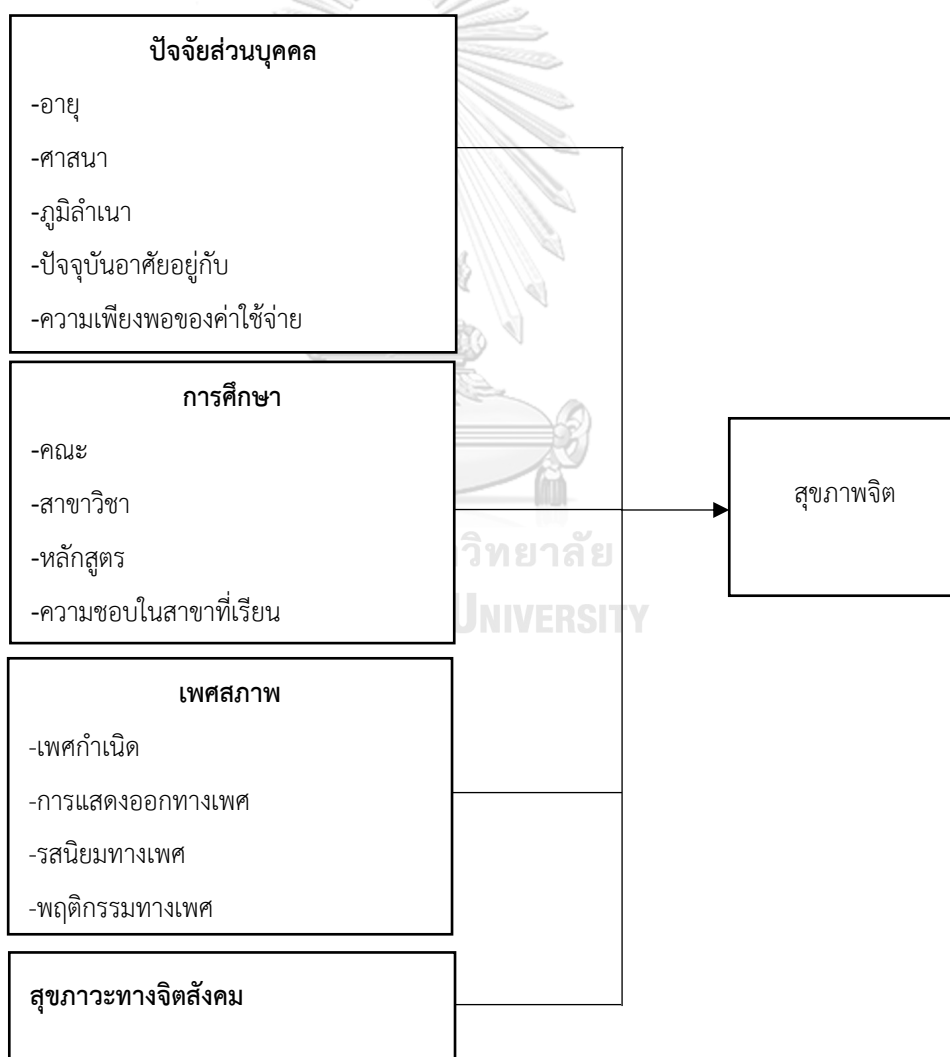 ปัจจัยส่วนบุคคล
-อายุ
-ศาสนา
-ภูมิลำเนา
-ปัจจุบันอาศัยอยู่กับ
-ความเพียงพอของค่าใช้จ่าย
การศึกษา
-คณะ
-สาขาวิชา
-หลักสูตร
-ความชอบในสาขาที่เรียน
เพศสภาพ
-เพศกำเนิด
-การแสดงออกทางเพศ
-รสนิยมทางเพศ
-พฤติกรรมทางเพศ
สุขภาวะทางจิตสังคม
สุขภาพจิต
วิทยาลัย
UNIVERSITY